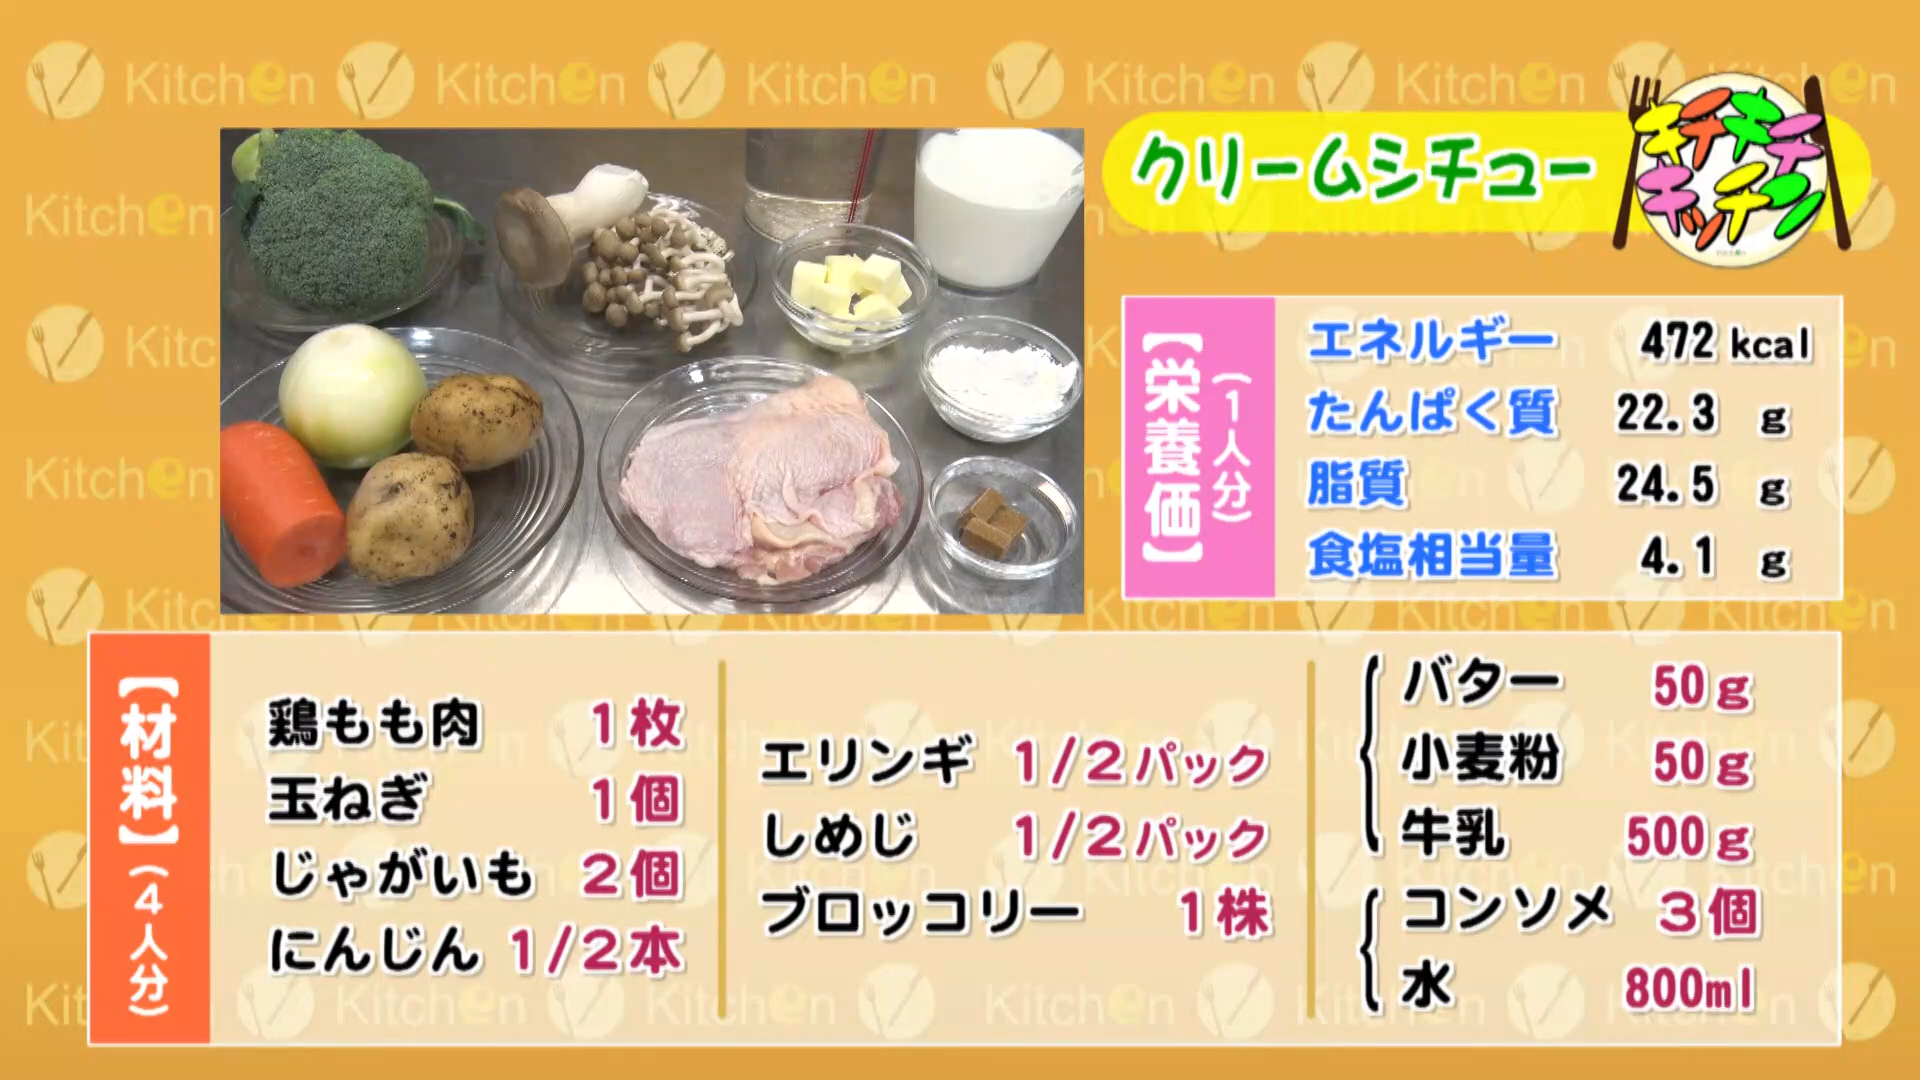 クリームシチュー
キチキチ
キッチン
【栄養価】
(1人分)
エネルギー 472 kcal
たんぱく質 22.3 g
脂質 24.5 g
食塩相当量 4.1 g
【材料】(4人分)
鶏もも肉 1枚
玉ねぎ 1個
じゃがいも 2個
にんじん 1/2本
エリンギ 1/2パック
しめじ 1/2パック
ブロッコリー 1株
バター 50g
小麦粉 50g
牛乳 500g
コンソメ 3個
水 800ml
Kitchen Kitchen Kitchen Kitchen Kitchen